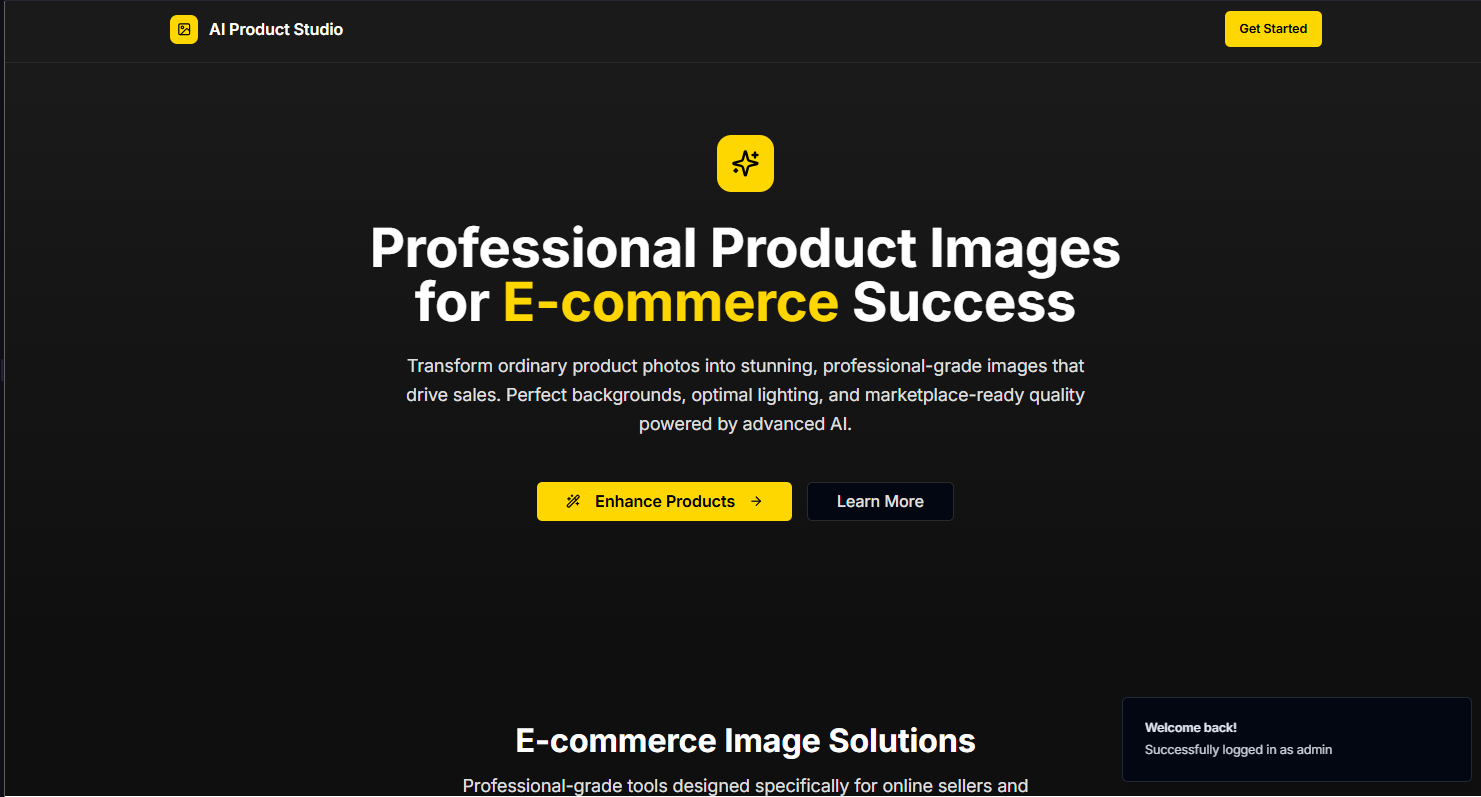 AI Product Studio
Get Started
Professional Product Images
for E-commerce Success
Transform ordinary product photos into stunning, professional-grade images that
drive sales. Perfect backgrounds, optimal lighting, and marketplace-ready quality
powered by advanced AI.
Enhance Products
Learn More
E-commerce Image Solutions
Professional-grade tools designed specifically for online sellers and
Welcome back!
Successfully logged in as admin